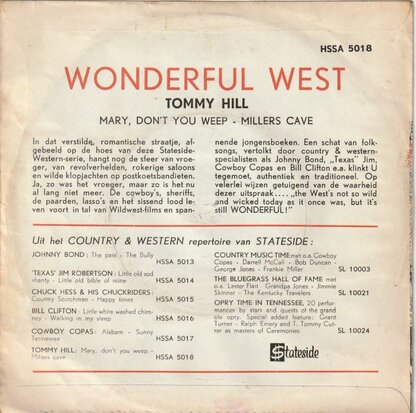 HSSA 5018
WONDERFUL WEST
TOMMY HILL
MARY, DON'T YOU WEEP - MILLERS CAVE
In dat verstilde, romantische straatje, af-
gebeeld op de hoes van deze Stateside-
Western-serie, hangt nog de sfeer van vroe-
ger, van revolverhelden, rokerige saloons
en wilde klopjachten op postkoetsbandieten.
Ja, zo was het vroeger, maar zo is het nu
al lang niet meer. De cowboy's, sheriffs,
de paarden, lasso's en het sissend lood le-
ven voort in tal van Wildwest-films en span-
nende jongensboeken. Een schat van folk-
songs, vertolkt door country & western-
specialisten als Johnny Bond, „Texas" Jim,
Cowboy Copas en Bill Clifton e.a. klinkt U
tegemoet, authentiek en traditioneel. Op
velerlei wijzen getuigend van de waarheid
dezer uitspraak.... „the West's not so wild
and wicked today as it once was, but it's
still WONDERFUL!"
Uit het COUNTRY & WESTERN repertoire van STATESIDE :
JOHNNY BOND : The pass - The Bully
HSSA 5013
'TEXAS' JIM ROBERTSON : Little old sod
shanty - Little old bible of mine
HSSA 5014
CHUCK HESS & HIS CHUCKRIDERS :
Country Scorchman - Happy times
HSSA 5015
BILL CLIFTON : Little white washed chim-
ney - Walking in my sleep
HSSA 5016
COWBOY COPAS : Alabam - Sunny
Tennessee
HSSA 5017
TOMMY HILL : Mary, don't you weep -
Millers cave
HSSA 5018
COUNTRY MUSIC TIME met o.a. Cowboy
Copas - Darrell McCall - Bob Duncan -
George Jones - Frankie Miller
SL 10003
THE BLUEGRASS HALL OF FAME met
o.a. Lester Flatt - Grandpa Jones - Jimmie
Skinner - The Kentucky Travelers
SL 10021
OPRY TIME IN TENNESSEE, 20 perfor-
mances by stars and guests of the grand
ole opry. Special added feature: Grant
Turner - Ralph Emery and T. Tommy Cut-
rer as masters of Ceremonies
SL 10024
Stateside